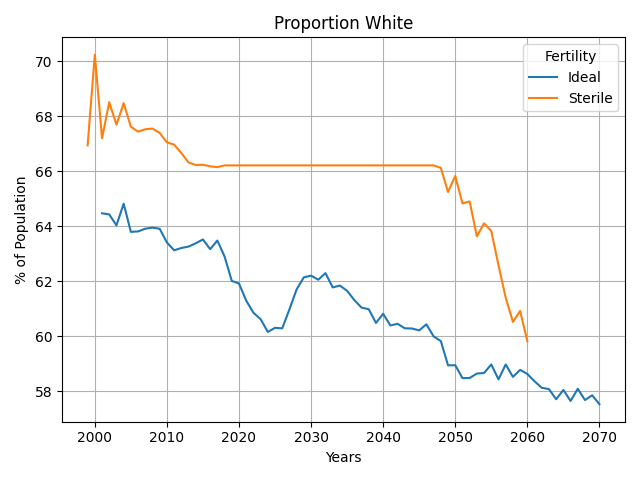 Proportion White
Fertility
Ideal
Sterile
% of Population
70
68
66
64
62
60
58
2000 2010 2020 2030 2040 2050 2060 2070
Years